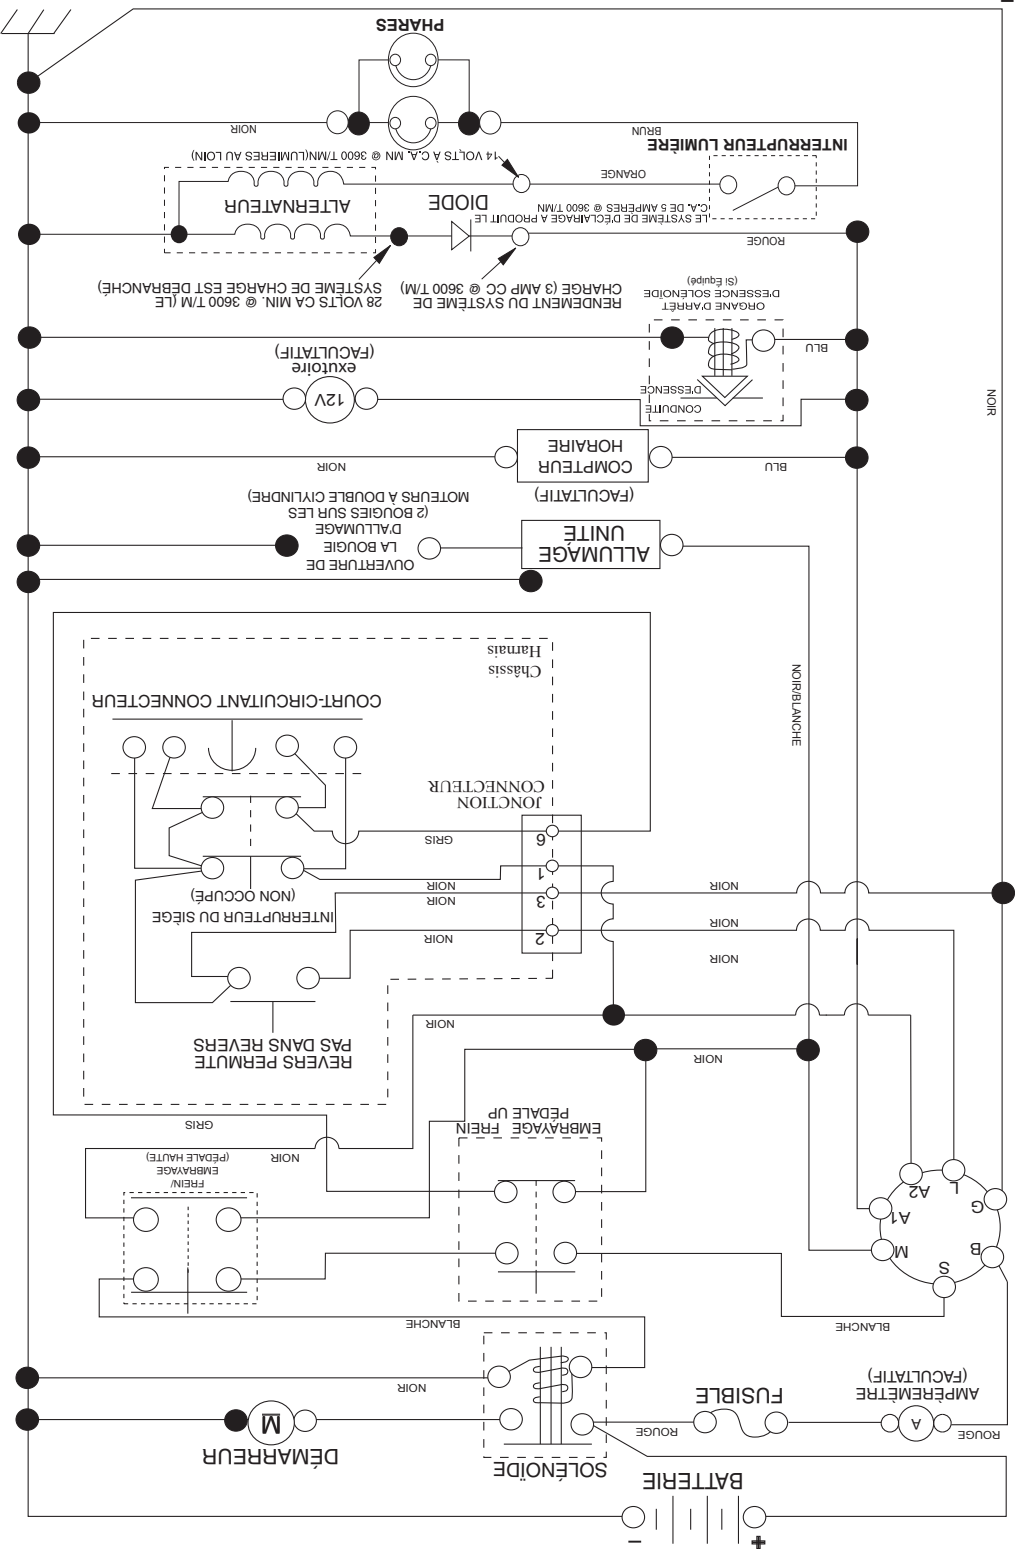 + −
BATTERIE
SOLÉNOÏDE
DÉMARREUR
ROUGE
AMPÈREMÈTRE
(FACULTATIF)
A
FUSIBLE
ROUGE
M
NOIR
BLANCHE
BLANCHE
S
B
M
G
A1
L
A2
FREIN/
EMBRAYAGE
(PÉDALE HAUTE)
EMBRAYAGE FREIN
PÉDALE UP
NOIR
GRIS
NOIR
REVERS PERMUTE
PAS DANS REVERS
NOIR
NOIR
NOIR
NOIR
2
INTERRUPTEUR DU SIÈGE
(NON OCCUPÉ)
NOIR
3
NOIR
NOIR
1
6
GRIS
JONCTION
CONNECTEUR
COURT-CIRCUITANT CONNECTEUR
NOIR/BLANCHE
Châssis
Harnais
ALLUMAGE
UNITÉ
OUVERTURE DE
LA BOUGIE
D'ALLUMAGE
(2 BOUGIES SUR LES
MOTEURS À DOUBLE CIYLINDRE)
(FACULTATIF)
BLU
COMPTEUR
HORAIRE
NOIR
NOIR
CONDUITE
D'ESSENCE
12V
exutoire
(FACULTATIF)
BLU
ORGANE D'ARRÊT
D'ESSENCE SOLÉNOÏDE
(Si Équipé)
RENDEMENT DU SYSTÈME DE
CHARGE (3 AMP CC @ 3600 T/M)
28 VOLTS CA MIN. @ 3600 T/M (LE
SYSTÈME DE CHARGE EST DÉBRANCHÉ)
ROUGE
LE SYSTÈME DE D'ÉCLAIRAGE A PRODUIT LE
C.A. DE 5 AMPÈRES @ 3600 MN/T
DIODE
ALTERNATEUR
ORANGE
14 VOLTS À C.A. MN @ 3600 T/MN(LUMIÈRES AU LOIN)
INTERRUPTEUR LUMIÈRE
BRUN
NOIR
PHARES